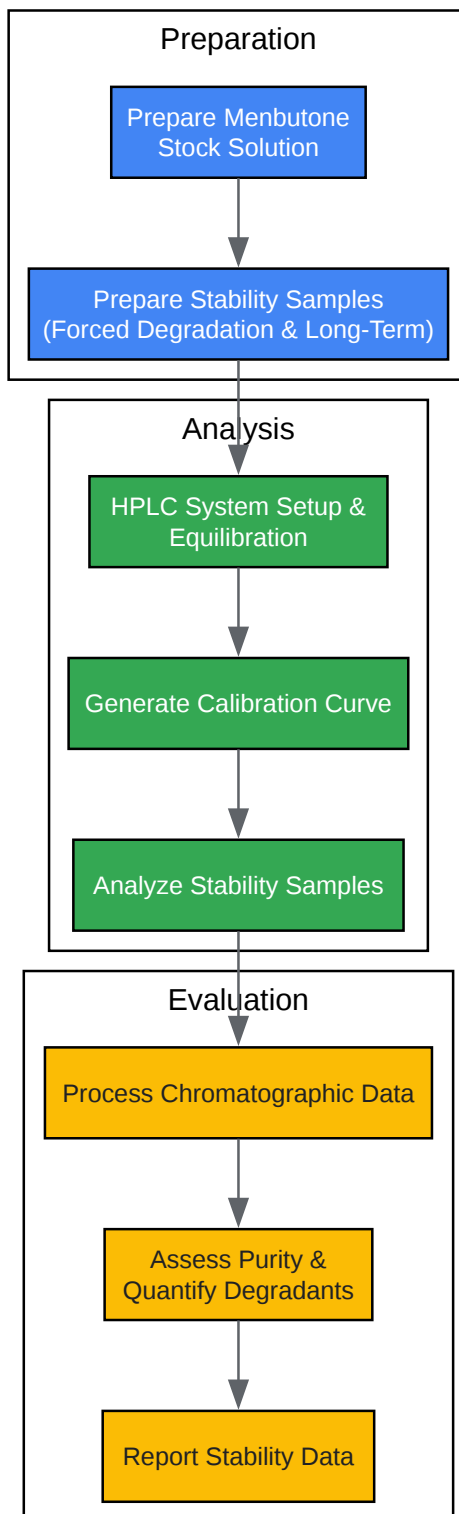 Preparation
Prepare Menbutone
Stock Solution
Prepare Stability Samples
(Forced Degradation & Long-Term)
Analysis
HPLC System Setup &
Equilibration
Generate Calibration Curve
Analyze Stability Samples
Evaluation
Process Chromatographic Data
Assess Purity &
Quantify Degradants
Report Stability Data